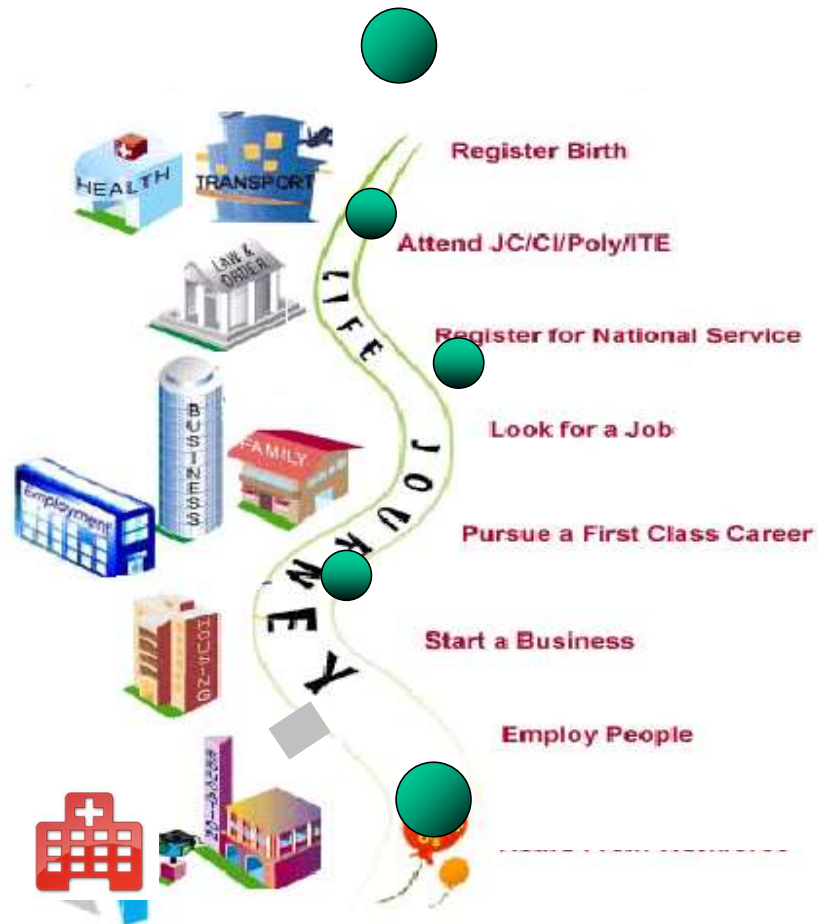 Register Birth
HEALTH
TRANSPORT
Attend JC/CI/Poly/ITE
LAW &
ORDER
LIFE JOURNEY
Register for National Service
BUSINESS
Look for a Job
FAMILY
Employment
Pursue a First Class Career
HOUSING
Start a Business
Employ People
EDUCATION